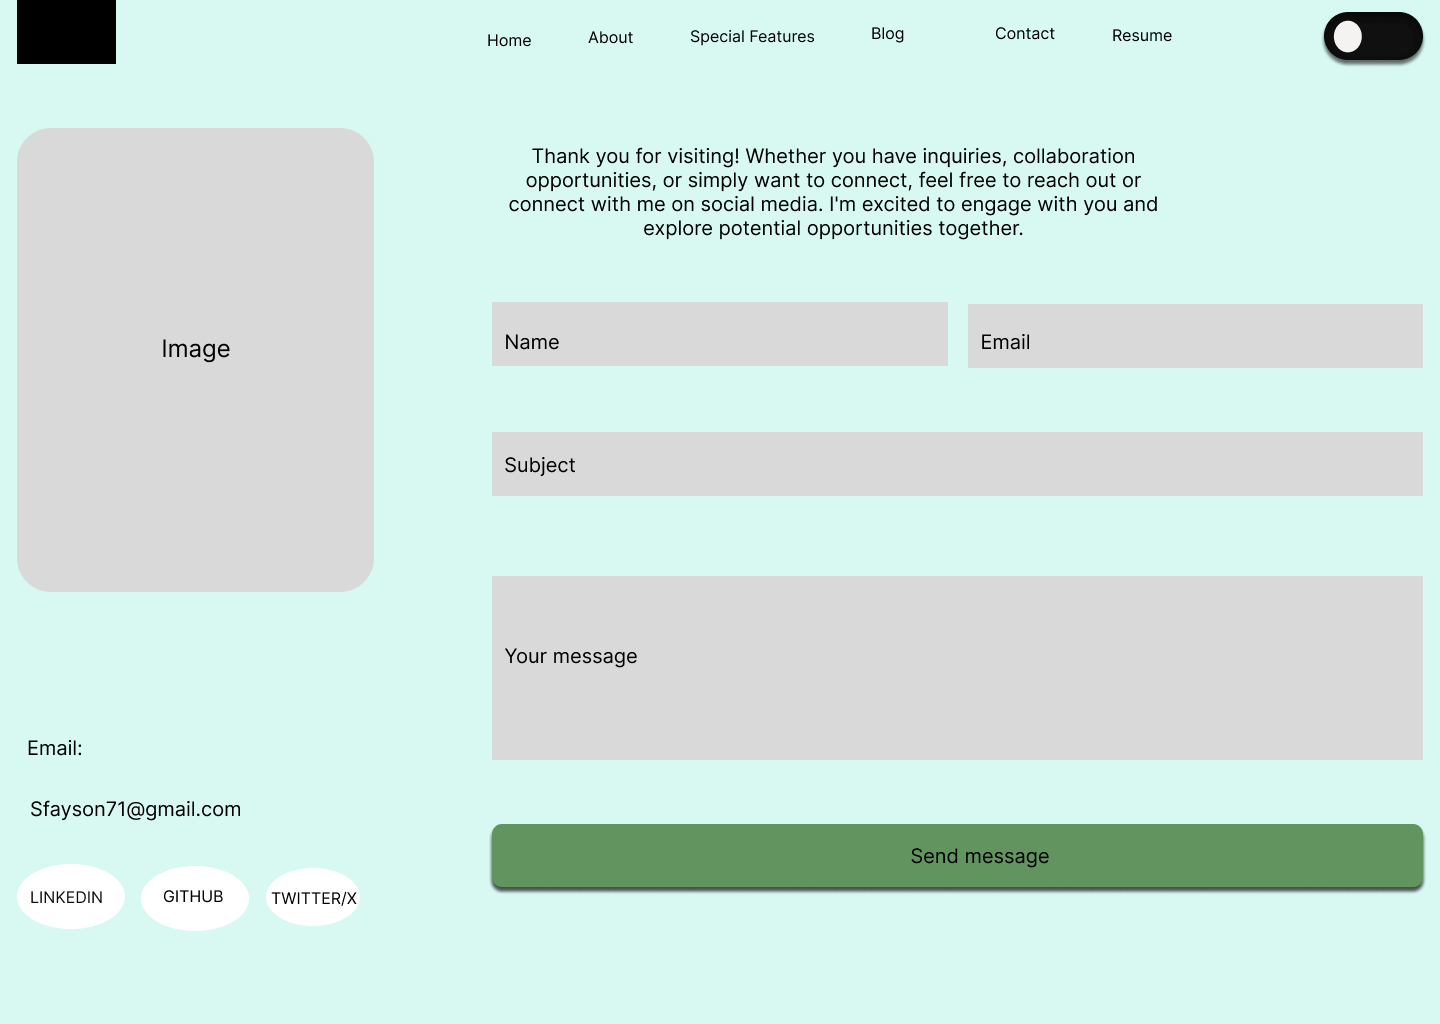 Home
About
Special Features
Blog
Contact
Resume
Image
Thank you for visiting! Whether you have inquiries, collaboration
opportunities, or simply want to connect, feel free to reach out or
connect with me on social media. I'm excited to engage with you and
explore potential opportunities together.
Name
Email
Subject
Your message
Send message
Email:
Sfayson71@gmail.com
LINKEDIN
GITHUB
TWITTER/X